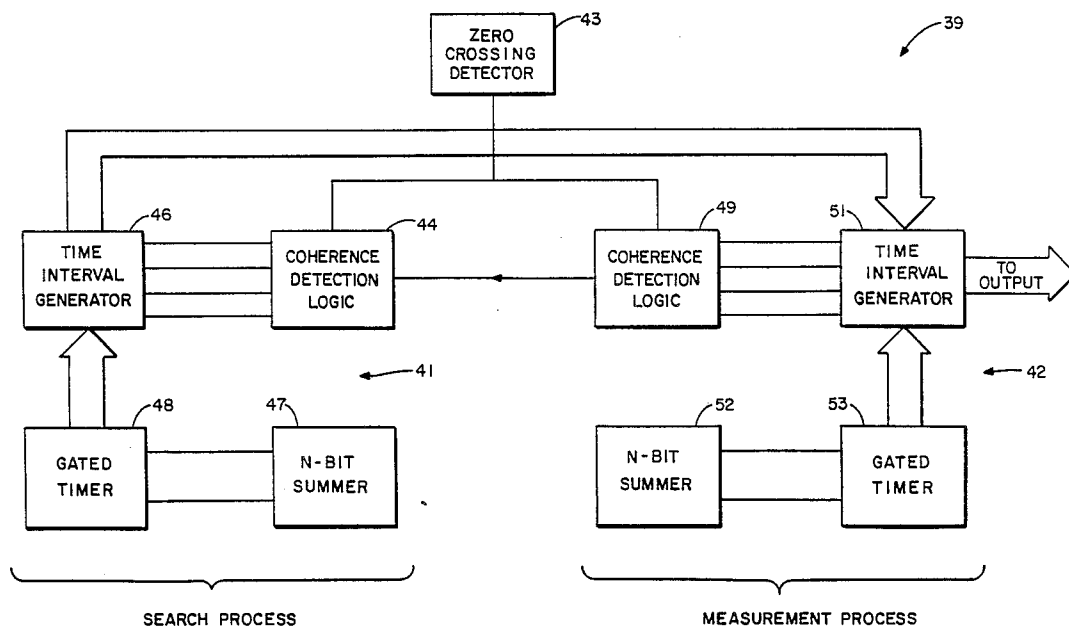 43
ZERO
CROSSING
DETECTOR
39
46
TIME
INTERVAL
GENERATOR
44
COHERENCE
DETECTION
LOGIC
49
COHERENCE
DETECTION
LOGIC
51
TIME
INTERVAL
GENERATOR
TO
OUTPUT
41
42
48
GATED
TIMER
47
N-BIT
SUMMER
52
N-BIT
SUMMER
53
GATED
TIMER
SEARCH PROCESS
MEASUREMENT PROCESS